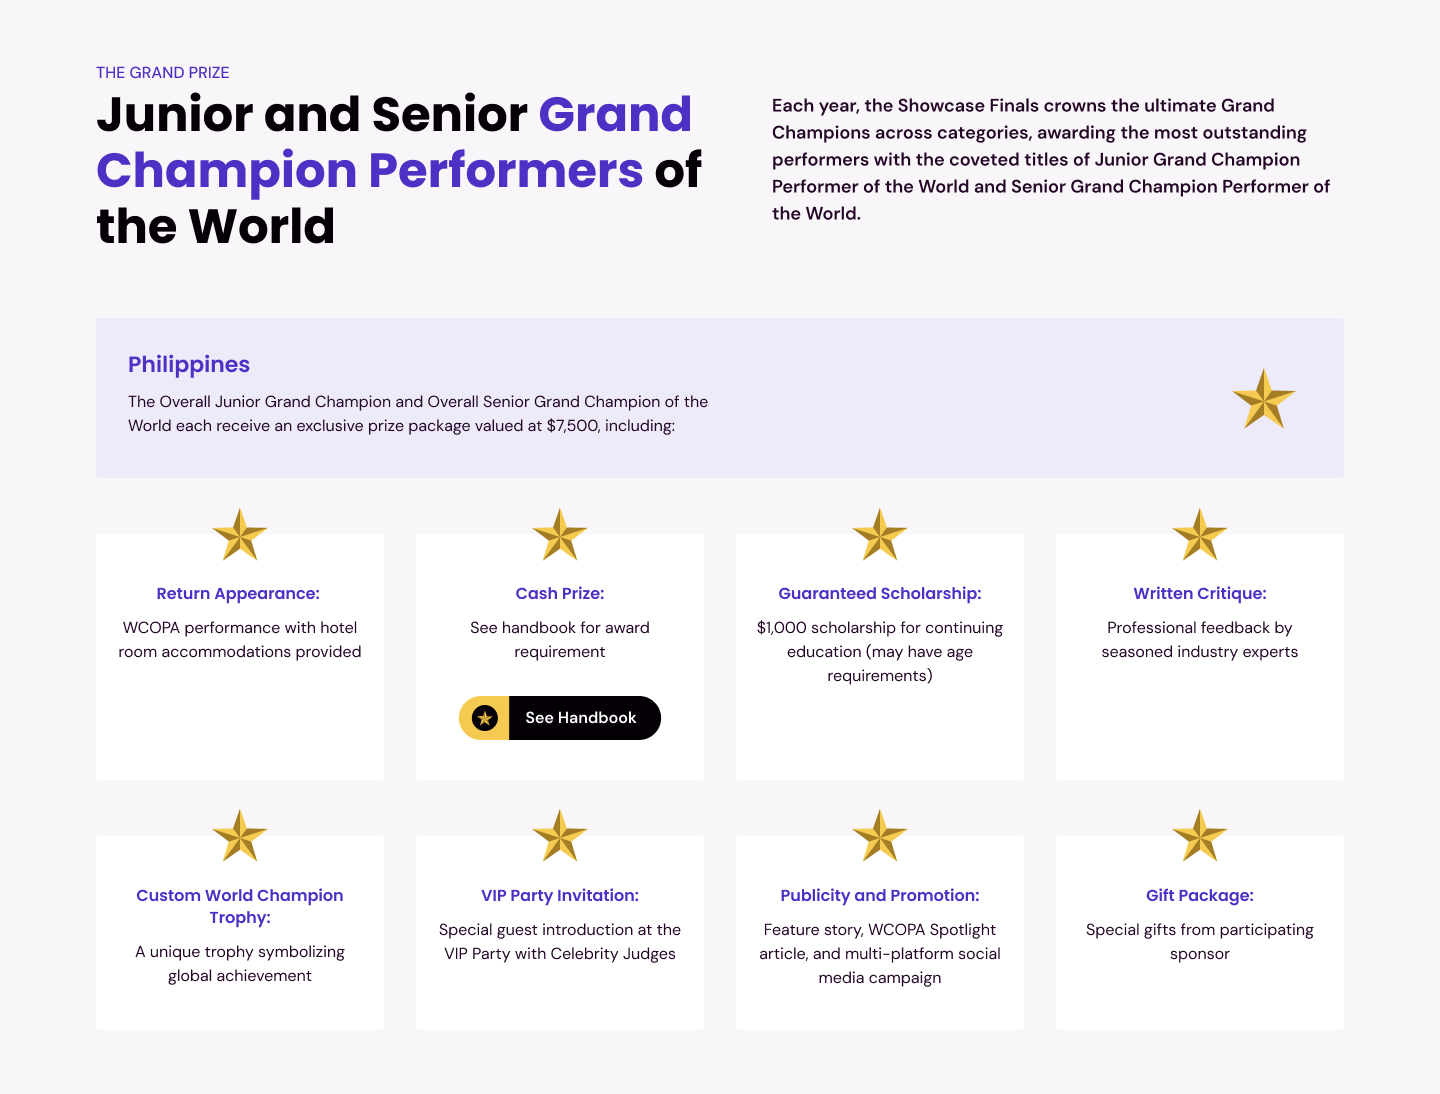 THE GRAND PRIZE
Junior and Senior Grand
Champion Performers of
the World
Each year, the Showcase Finals crowns the ultimate Grand
Champions across categories, awarding the most outstanding
performers with the coveted titles of Junior Grand Champion
Performer of the World and Senior Grand Champion Performer of
the World.
Philippines
The Overall Junior Grand Champion and Overall Senior Grand Champion of the
World each receive an exclusive prize package valued at $7,500, including:
Return Appearance:
WCOPA performance with hotel
room accommodations provided
Cash Prize:
See handbook for award
requirement
See Handbook
Guaranteed Scholarship:
$1,000 scholarship for continuing
education (may have age
requirements)
Written Critique:
Professional feedback by
seasoned industry experts
Custom World Champion
Trophy:
A unique trophy symbolizing
global achievement
VIP Party Invitation:
Special guest introduction at the
VIP Party with Celebrity Judges
Publicity and Promotion:
Feature story, WCOPA Spotlight
article, and multi-platform social
media campaign
Gift Package:
Special gifts from participating
sponsor